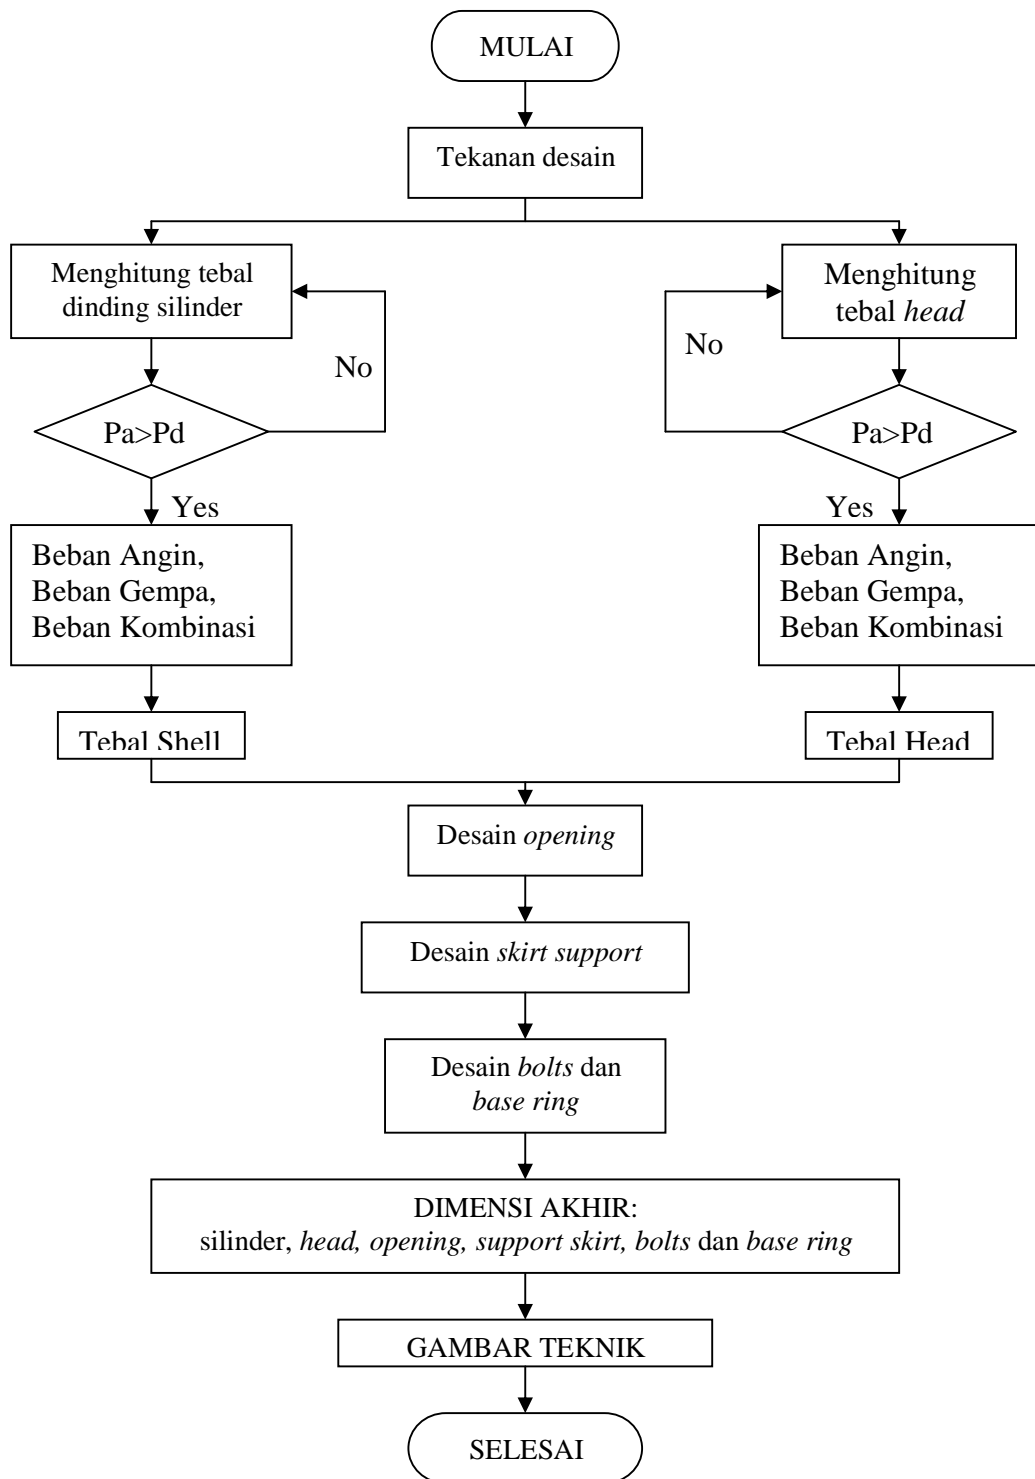 MULAI
Tekanan desain
Menghitung tebal
dinding silinder
Menghitung
tebal head
No
No
Pa>Pd
Pa>Pd
Yes
Yes
Beban Angin,
Beban Gempa,
Beban Kombinasi
Beban Angin,
Beban Gempa,
Beban Kombinasi
Tebal Shell
Tebal Head
Desain opening
Desain skirt support
Desain bolts dan
base ring
DIMENSI AKHIR:
silinder, head, opening, support skirt, bolts dan base ring
GAMBAR TEKNIK
SELESAI